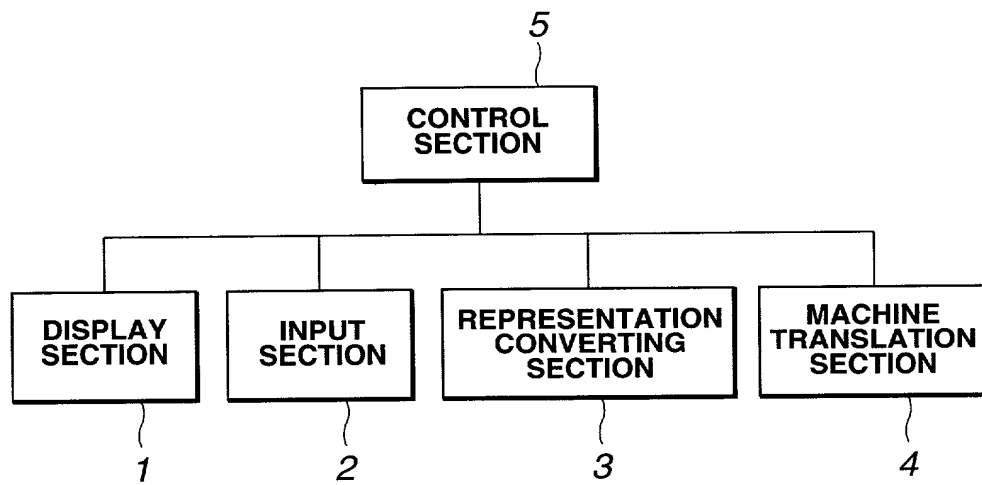 5
CONTROL
SECTION
DISPLAY
SECTION
INPUT
SECTION
REPRESENTATION
CONVERTING
SECTION
MACHINE
TRANSLATION
SECTION
1
2
3
4